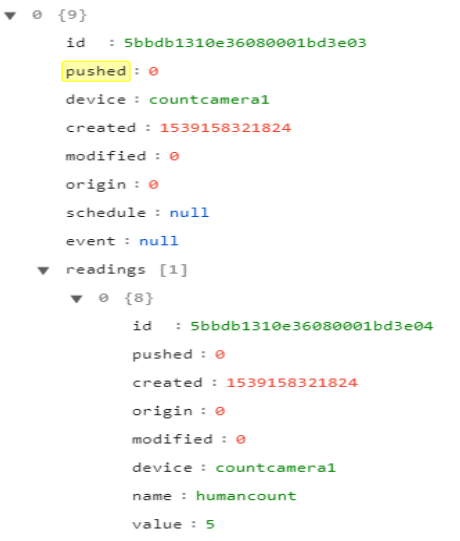 0 {9}
id : 5bbdb1310e36080001bd3e03
pushed : 0
device : countcamera1
created : 1539158321824
modified : 0
origin : 0
schedule : null
event : null
readings [1]
0 {8}
id : 5bbdb1310e36080001bd3e04
pushed : 0
created : 1539158321824
origin : 0
modified : 0
device : countcamera1
name : humancount
value : 5